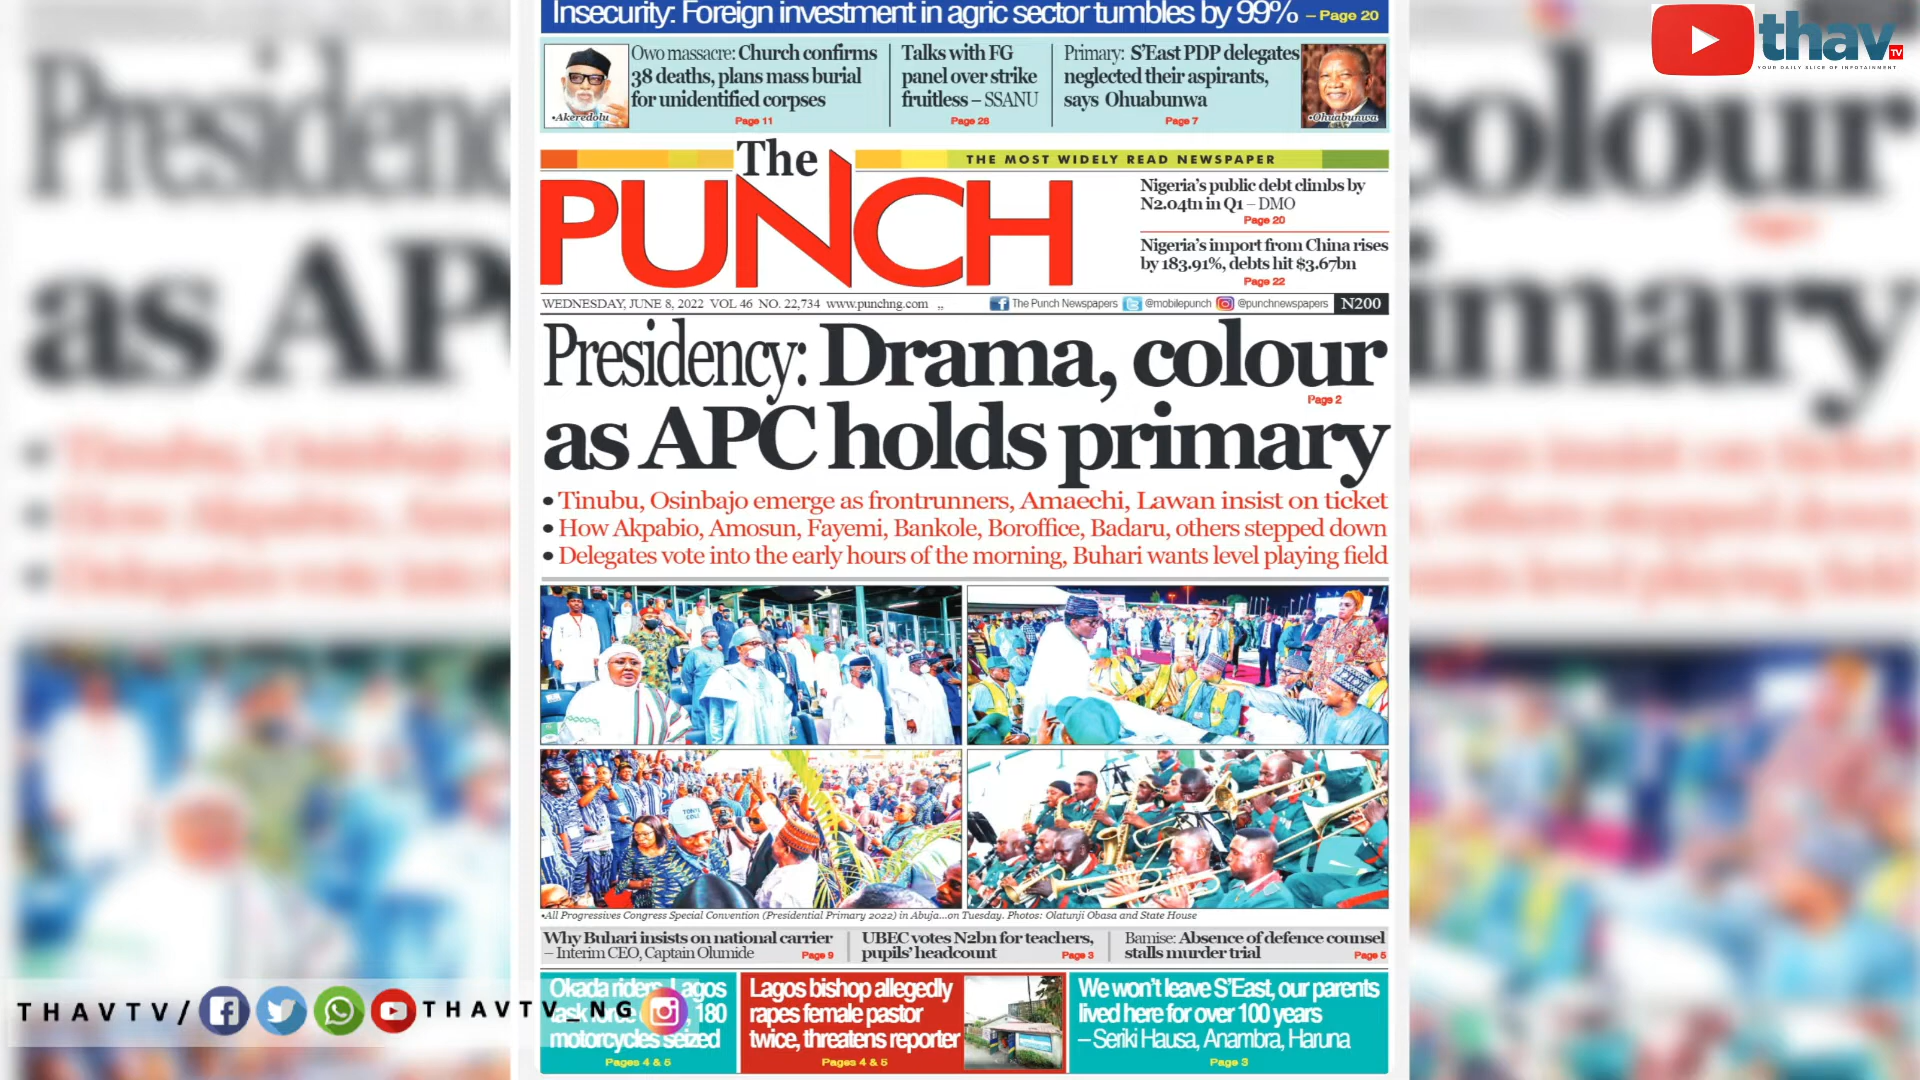 Insecurity: Foreign investment in agric sector tumbles by 99% – Page 20
Owo massacre: Church confirms
38 deaths, plans mass burial
for unidentified corpses
Page 11
•Akeredolu
Talks with FG
panel over strike
fruitless – SSANU
Page 28
Primary: S'East PDP delegates
neglected their aspirants,
says Ohuabunwa
Page 7
•Ohuabunwa
thav TV
YOUR DAILY SLICE OF INFOTAINMENT
THE MOST WIDELY READ NEWSPAPER
The
PUNCH
Nigeria's public debt climbs by
N2.04tn in Q1 – DMO
Page 20
Nigeria's import from China rises
by 183.91%, debts hit $3.67bn
Page 22
WEDNESDAY, JUNE 8, 2022 VOL 46 NO. 22,734 www.punchng.com ,, The Punch Newspapers @mobilepunch @punchnewspapers N200
Presidency: Drama, colour
Page 2
as APC holds primary
• Tinubu, Osinbajo emerge as frontrunners, Amaechi, Lawan insist on ticket
• How Akpabio, Amosun, Fayemi, Bankole, Boroffice, Badaru, others stepped down
• Delegates vote into the early hours of the morning, Buhari wants level playing field
•All Progressives Congress Special Convention (Presidential Primary 2022) in Abuja...on Tuesday. Photos: Olatunji Obasa and State House
Why Buhari insists on national carrier
– Interim CEO, Captain Olumide
Page 9
UBEC votes N2bn for teachers,
pupils' headcount
Page 3
Bamise: Absence of defence counsel
stalls murder trial
Page 5
Okada riders, Lagos
task force 180
motorcycles seized
Pages 4 & 5
Lagos bishop allegedly
rapes female pastor
twice, threatens reporter
Pages 4 & 5
We won't leave S'East, our parents
lived here for over 100 years
– Seriki Hausa, Anambra, Haruna
Page 3
THAVTV/ THAVTV_NG